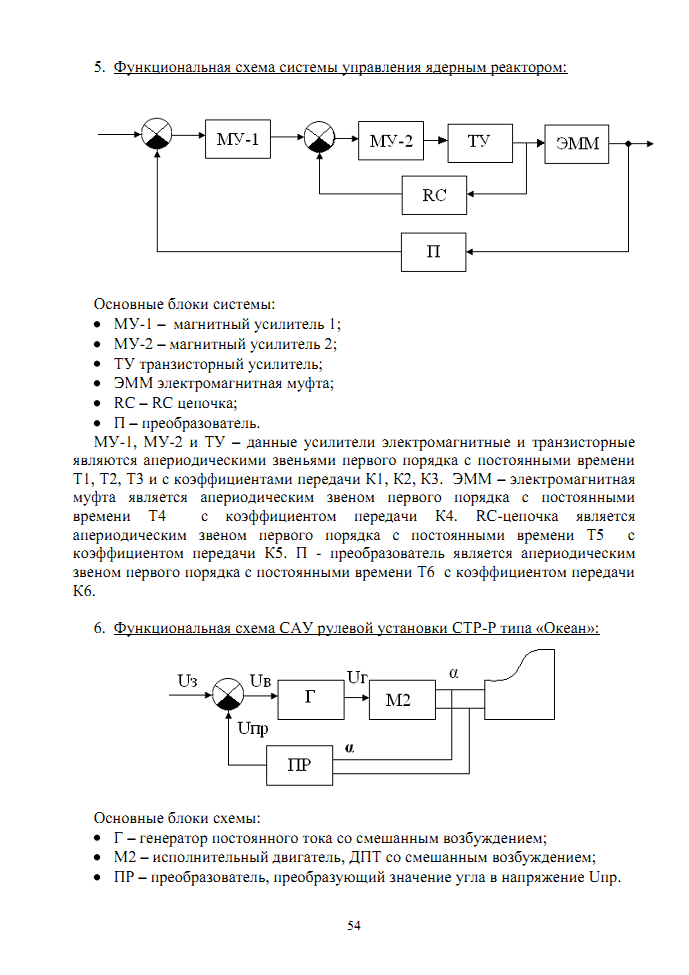 5. Функциональная схема системы управления ядерным реактором:
МУ-1
МУ-2
ТУ
ЭММ
RC
П
Основные блоки системы:
• МУ-1 – магнитный усилитель 1;
• МУ-2 – магнитный усилитель 2;
• ТУ транзисторный усилитель;
• ЭММ электромагнитная муфта;
• RC – RC цепочка;
• П – преобразователь.
МУ-1, МУ-2 и ТУ – данные усилители электромагнитные и транзисторные
являются апериодическими звеньями первого порядка с постоянными времени
Т1, Т2, Т3 и с коэффициентами передачи К1, К2, К3. ЭММ – электромагнитная
муфта является апериодическим звеном первого порядка с постоянными
времени Т4 с коэффициентом передачи К4. RC-цепочка является
апериодическим звеном первого порядка с постоянными времени Т5 с
коэффициентом передачи К5. П - преобразователь является апериодическим
звеном первого порядка с постоянными времени Т6 с коэффициентом передачи
К6.
6. Функциональная схема САУ рулевой установки СТР-Р типа «Океан»:
Uз
Uв
Г
Uг
М2
α
Uпр
ПР
α
Основные блоки схемы:
• Г – генератор постоянного тока со смешанным возбуждением;
• М2 – исполнительный двигатель, ДПТ со смешанным возбуждением;
• ПР – преобразователь, преобразующий значение угла в напряжение Uпр.
54